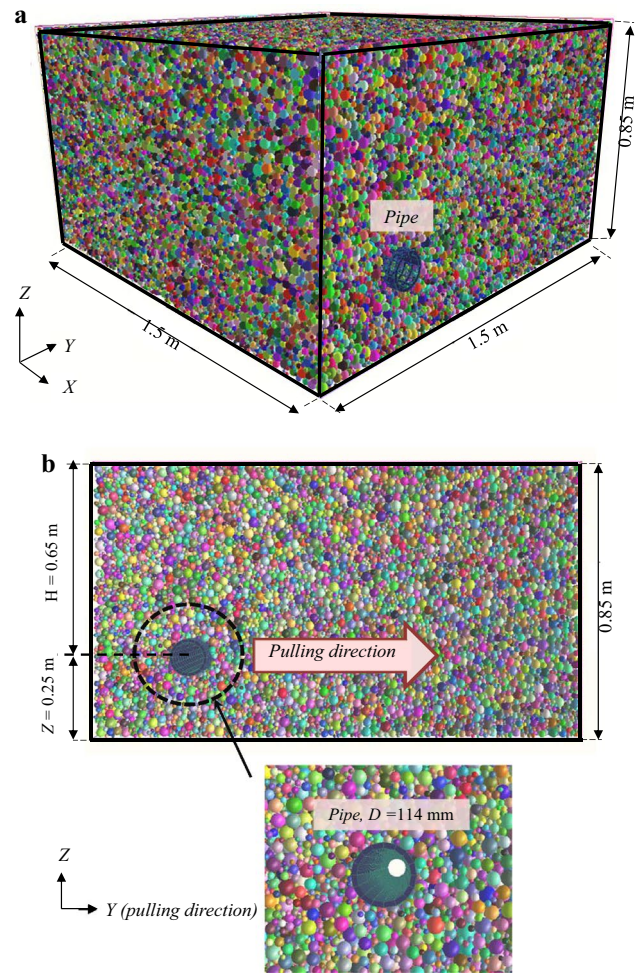 a
0.85 m
Pipe
Z
Y
X
1.5 m
1.5 m
b
H = 0.65 m
Z = 0.25 m
Pulling direction
0.85 m
Pipe, D =114 mm
Z
Y (pulling direction)